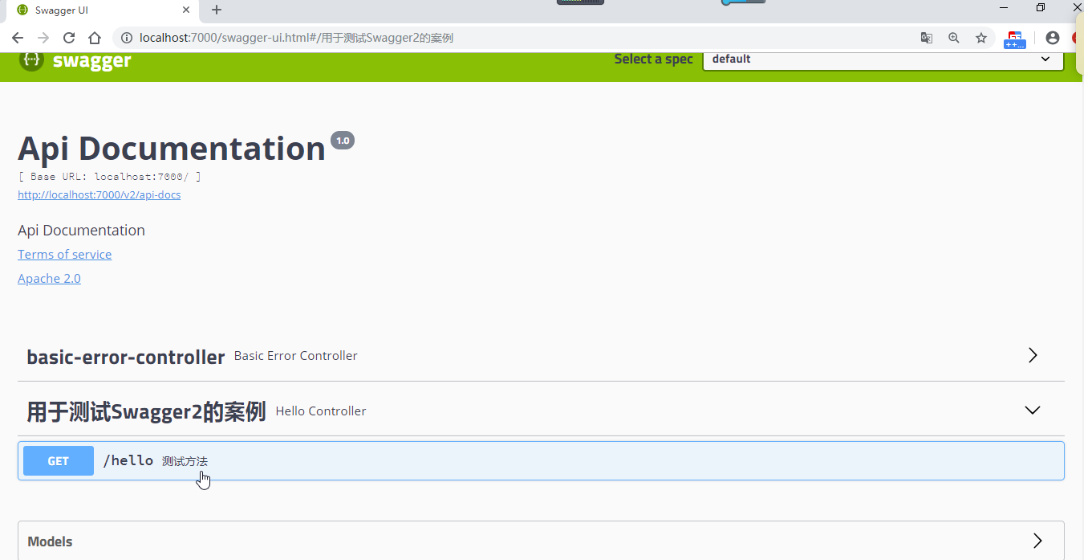 Swagger UI
localhost:7000/swagger-ui.html#/用于测试Swagger2的案例
swagger
Select a spec
default
Api Documentation 1.0
[ Base URL: localhost:7000/ ]
http://localhost:7000/v2/api-docs
Api Documentation
Terms of service
Apache 2.0
basic-error-controller Basic Error Controller
用于测试Swagger2的案例 Hello Controller
GET /hello 测试方法
Models